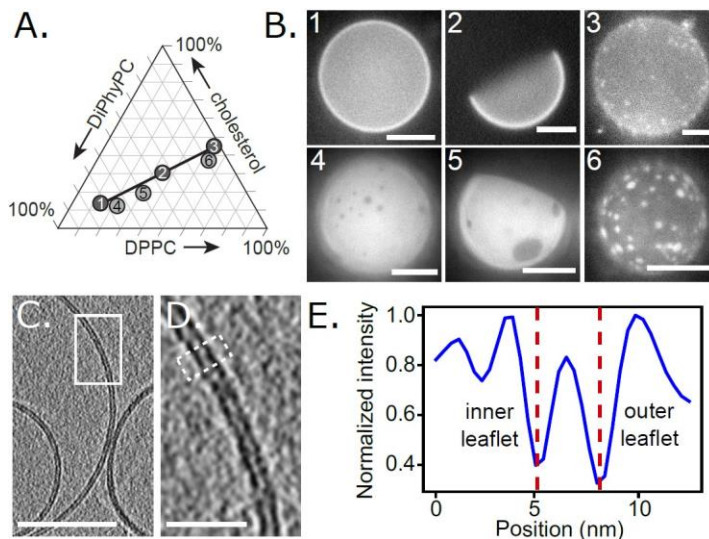 A.
100%
DiPhyPC
cholesterol
1
2
3
4
5
6
100%
DPPC
100%
B.
1
2
3
4
5
6
C.
D.
E.
Normalized intensity
1.0
0.8
0.6
0.4
inner
leaflet
outer
leaflet
0
5
10
Position (nm)